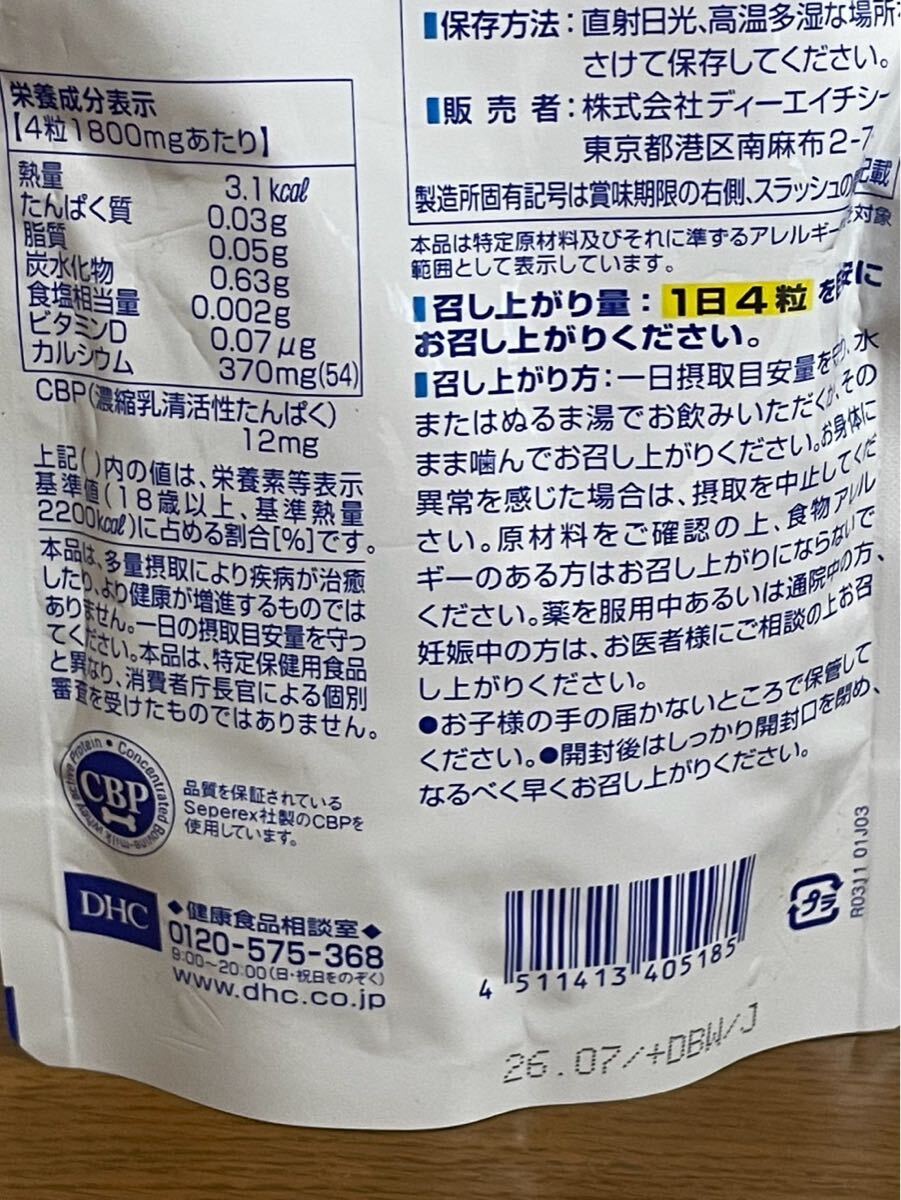 栄養成分表示
【4粒1800mgあたり】
熱量 3.1kcal
たんぱく質 0.03g
脂質 0.05g
炭水化物 0.63g
食塩相当量 0.002g
ビタミンD 0.07μg
カルシウム 370mg(54)
CBP(濃縮乳清活性たんぱく)
12mg
上記( )内の値は、栄養素等表示
基準値(18歳以上、基準熱量
2200kcal)に占める割合[%]です。
本品は、多量摂取により疾病が治癒
したり、より健康が増進するものでは
ありません。一日の摂取目安量を守っ
てください。本品は、特定保健用食品
と異なり、消費者庁長官による個別
審査を受けたものではありません。
Concentrated Bovine-milk whey active Protein
CBP
品質を保証されている
Seperex社製のCBPを
使用しています。
DHC
◆健康食品相談室◆
0120-575-368
9:00~20:00(日・祝日をのぞく)
www.dhc.co.jp
保存方法:直射日光、高温多湿な場所
さけて保存してください。
販売者:株式会社ディーエイチシー
東京都港区南麻布2-7
製造所固有記号は賞味期限の右側、スラッシュの 記載
本品は特定原材料及びそれに準ずるアレルギー 対象
範囲として表示しています。
召し上がり量:1日4粒を目安に
お召し上がりください。
召し上がり方:一日摂取目安量を守り、水
またはぬるま湯でお飲みいただくか、その
まま噛んでお召し上がりください。お身体に
異常を感じた場合は、摂取を中止してくだ
さい。原材料をご確認の上、食物アレル
ギーのある方はお召し上がりにならないで
ください。薬を服用中あるいは通院中の方、
妊娠中の方は、お医者様にご相談の上お召
し上がりください。
●お子様の手の届かないところで保管して
ください。●開封後はしっかり開封口を閉め、
なるべく早くお召し上がりください。
4 511413 405185
プラ
R0311 01J03
26.07/+DBW/J